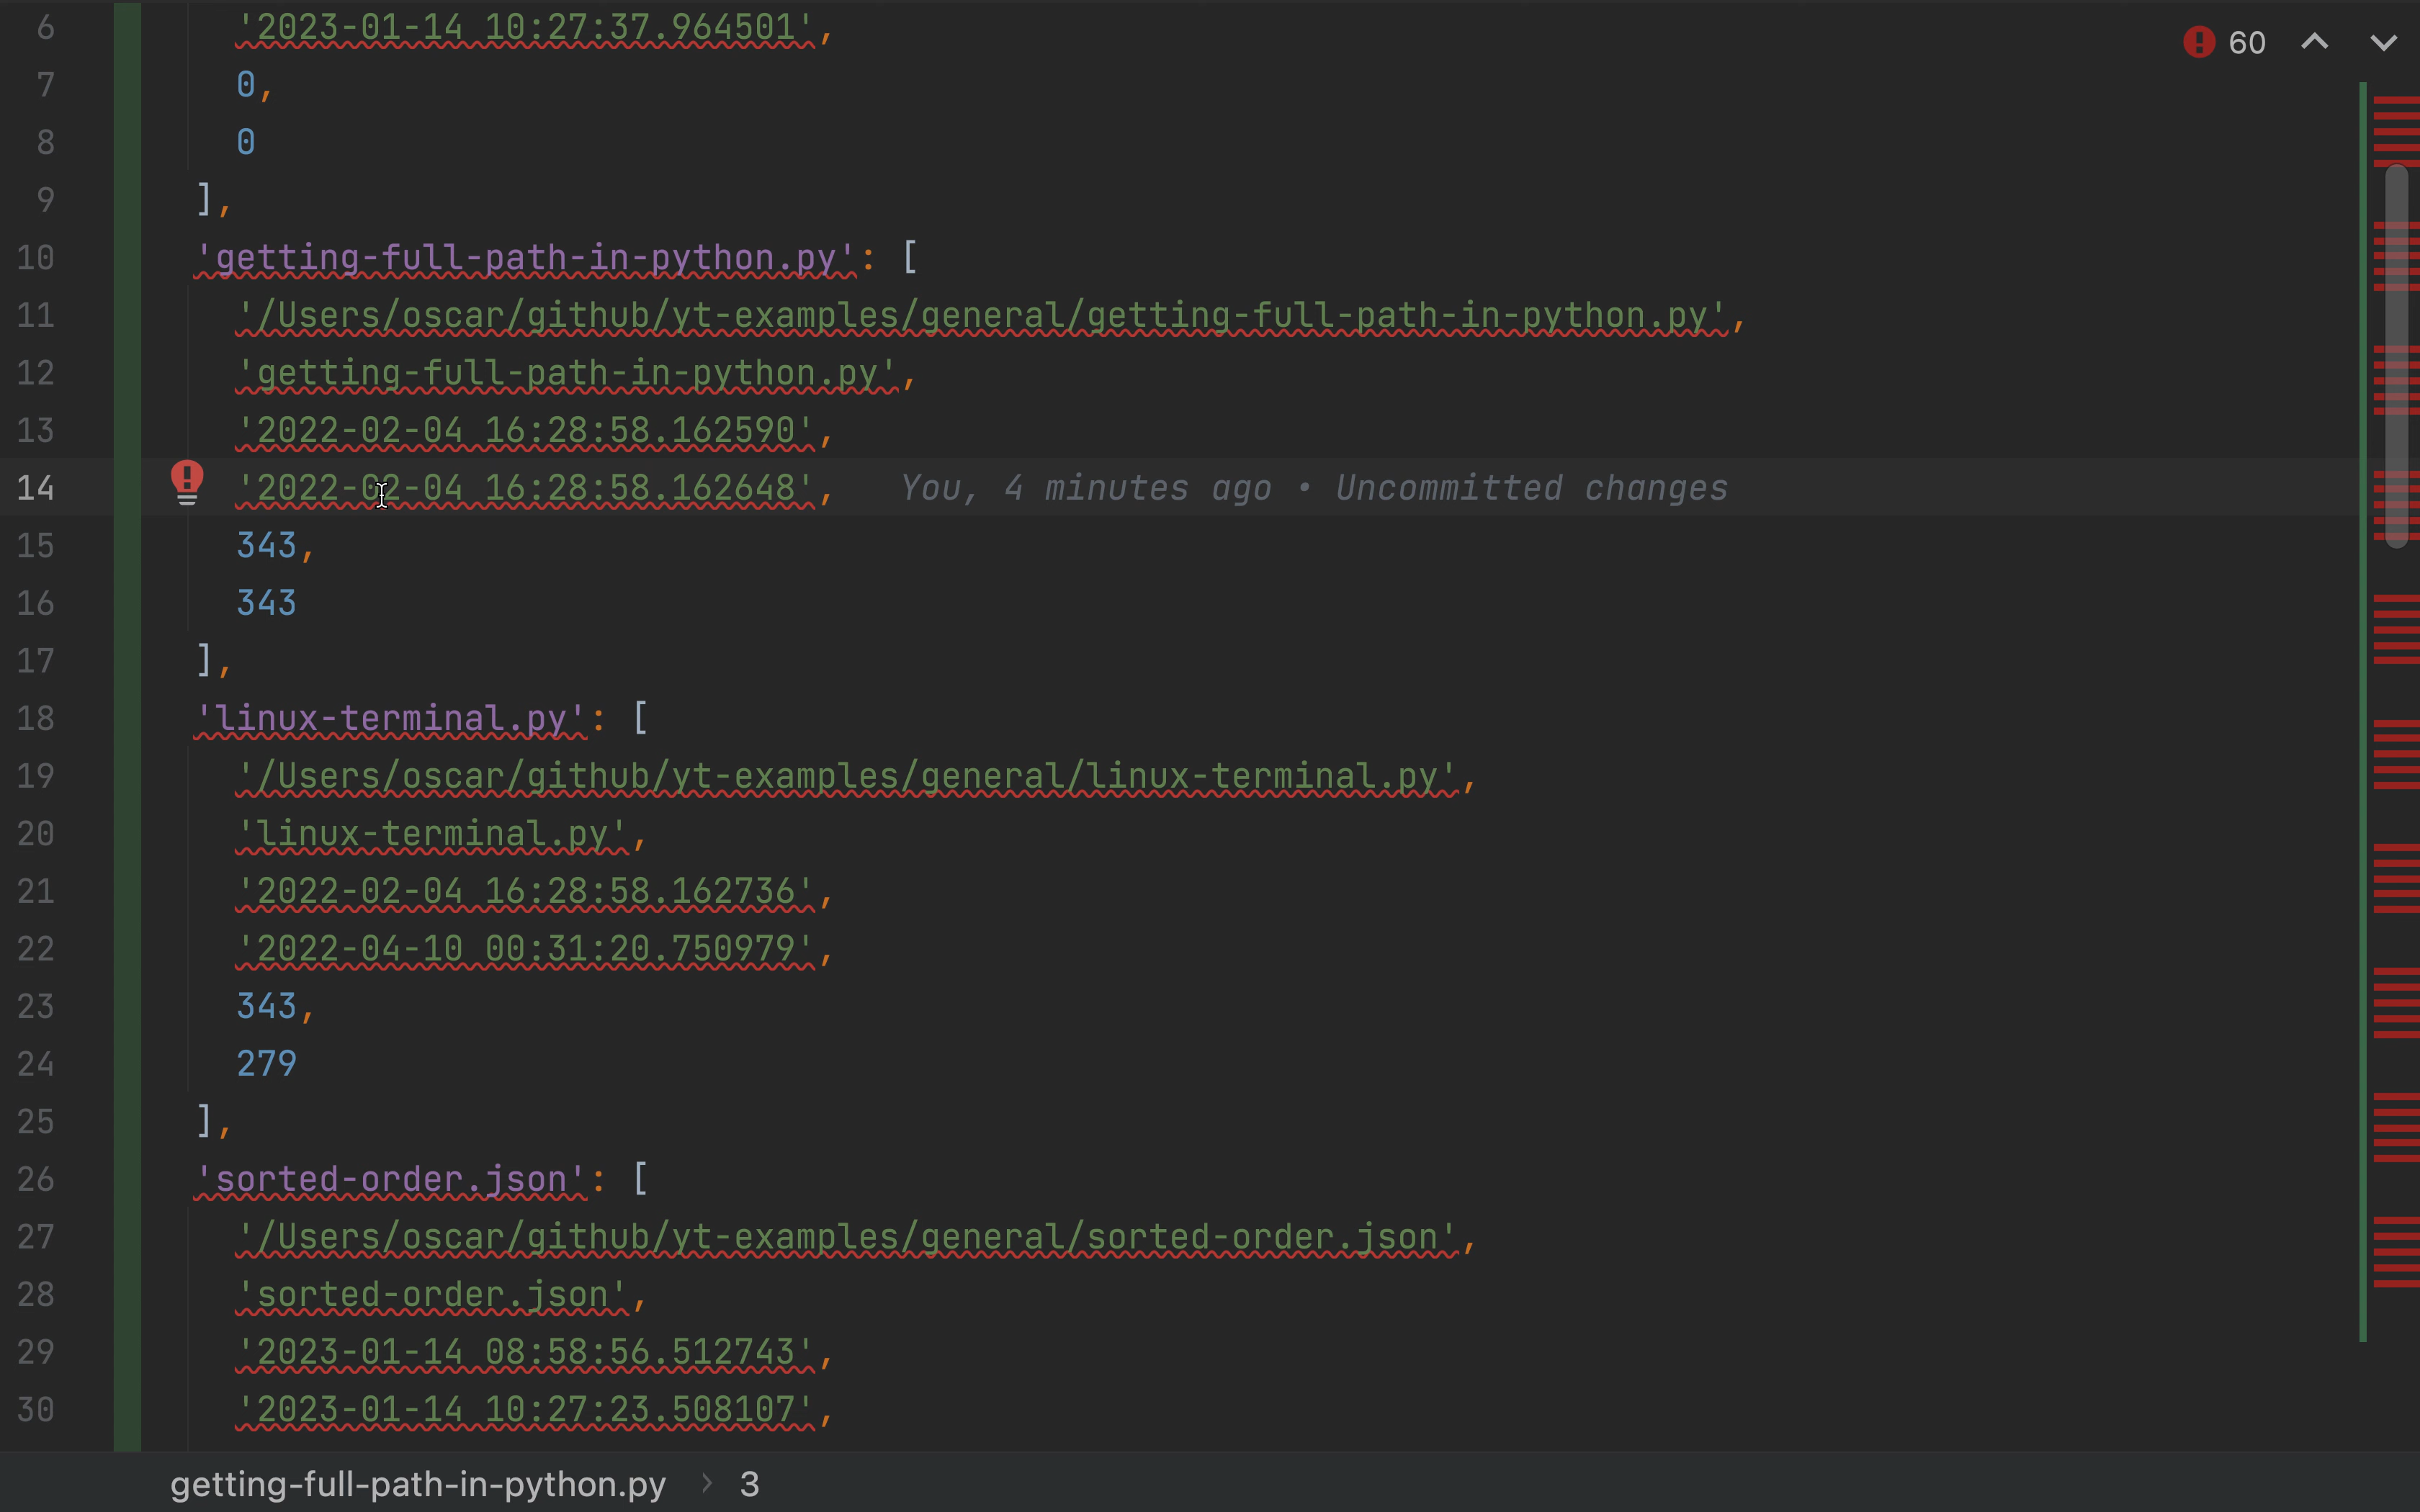 6 '2023-01-14 10:27:37.964501',
60
7 0,
8 0
9 ],
10 'getting-full-path-in-python.py': [
11 '/Users/oscar/github/yt-examples/general/getting-full-path-in-python.py',
12 'getting-full-path-in-python.py',
13 '2022-02-04 16:28:58.162590',
14 '2022-02-04 16:28:58.162648', You, 4 minutes ago • Uncommitted changes
15 343,
16 343
17 ],
18 'linux-terminal.py': [
19 '/Users/oscar/github/yt-examples/general/linux-terminal.py',
20 'linux-terminal.py',
21 '2022-02-04 16:28:58.162736',
22 '2022-04-10 00:31:20.750979',
23 343,
24 279
25 ],
26 'sorted-order.json': [
27 '/Users/oscar/github/yt-examples/general/sorted-order.json',
28 'sorted-order.json',
29 '2023-01-14 08:58:56.512743',
30 '2023-01-14 10:27:23.508107',
getting-full-path-in-python.py > 3